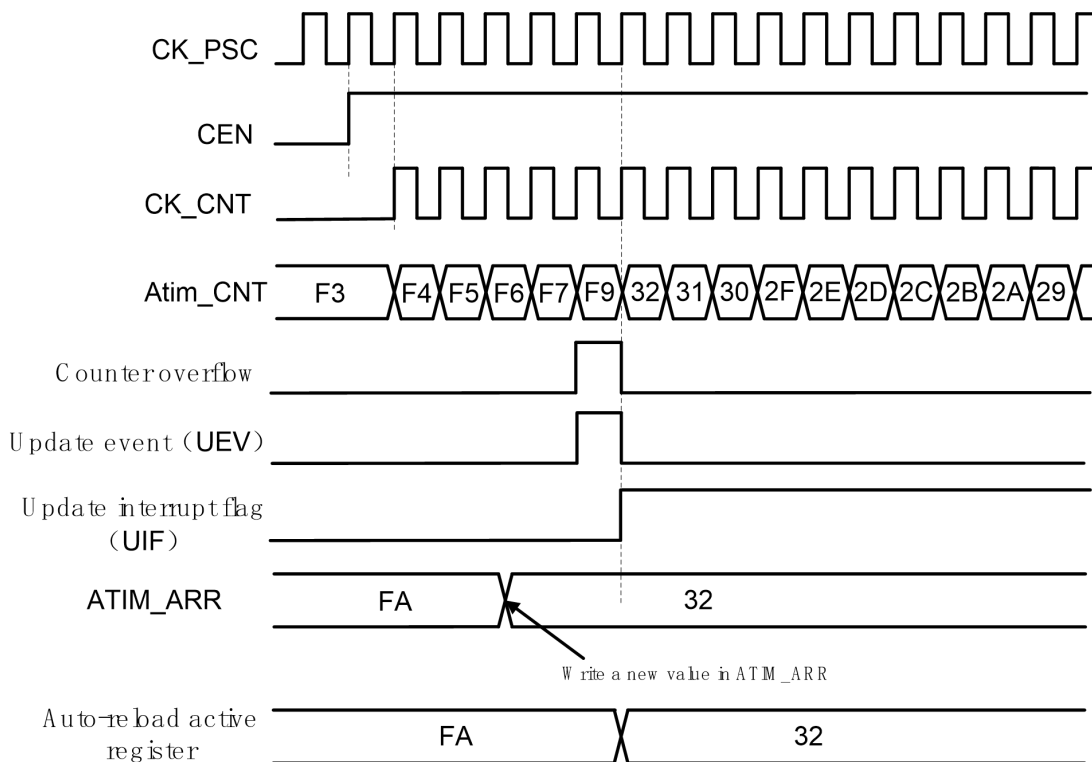 CK_PSC
CEN
CK_CNT
Atim_CNT F3 F4 F5 F6 F7 F9 32 31 30 2F 2E 2D 2C 2B 2A 29
Counter overflow
Update event (UEV)
Update interrupt flag
(UIF)
ATIM_ARR FA 32
Write a new value in ATIM_ARR
Auto-reload active
register
FA 32